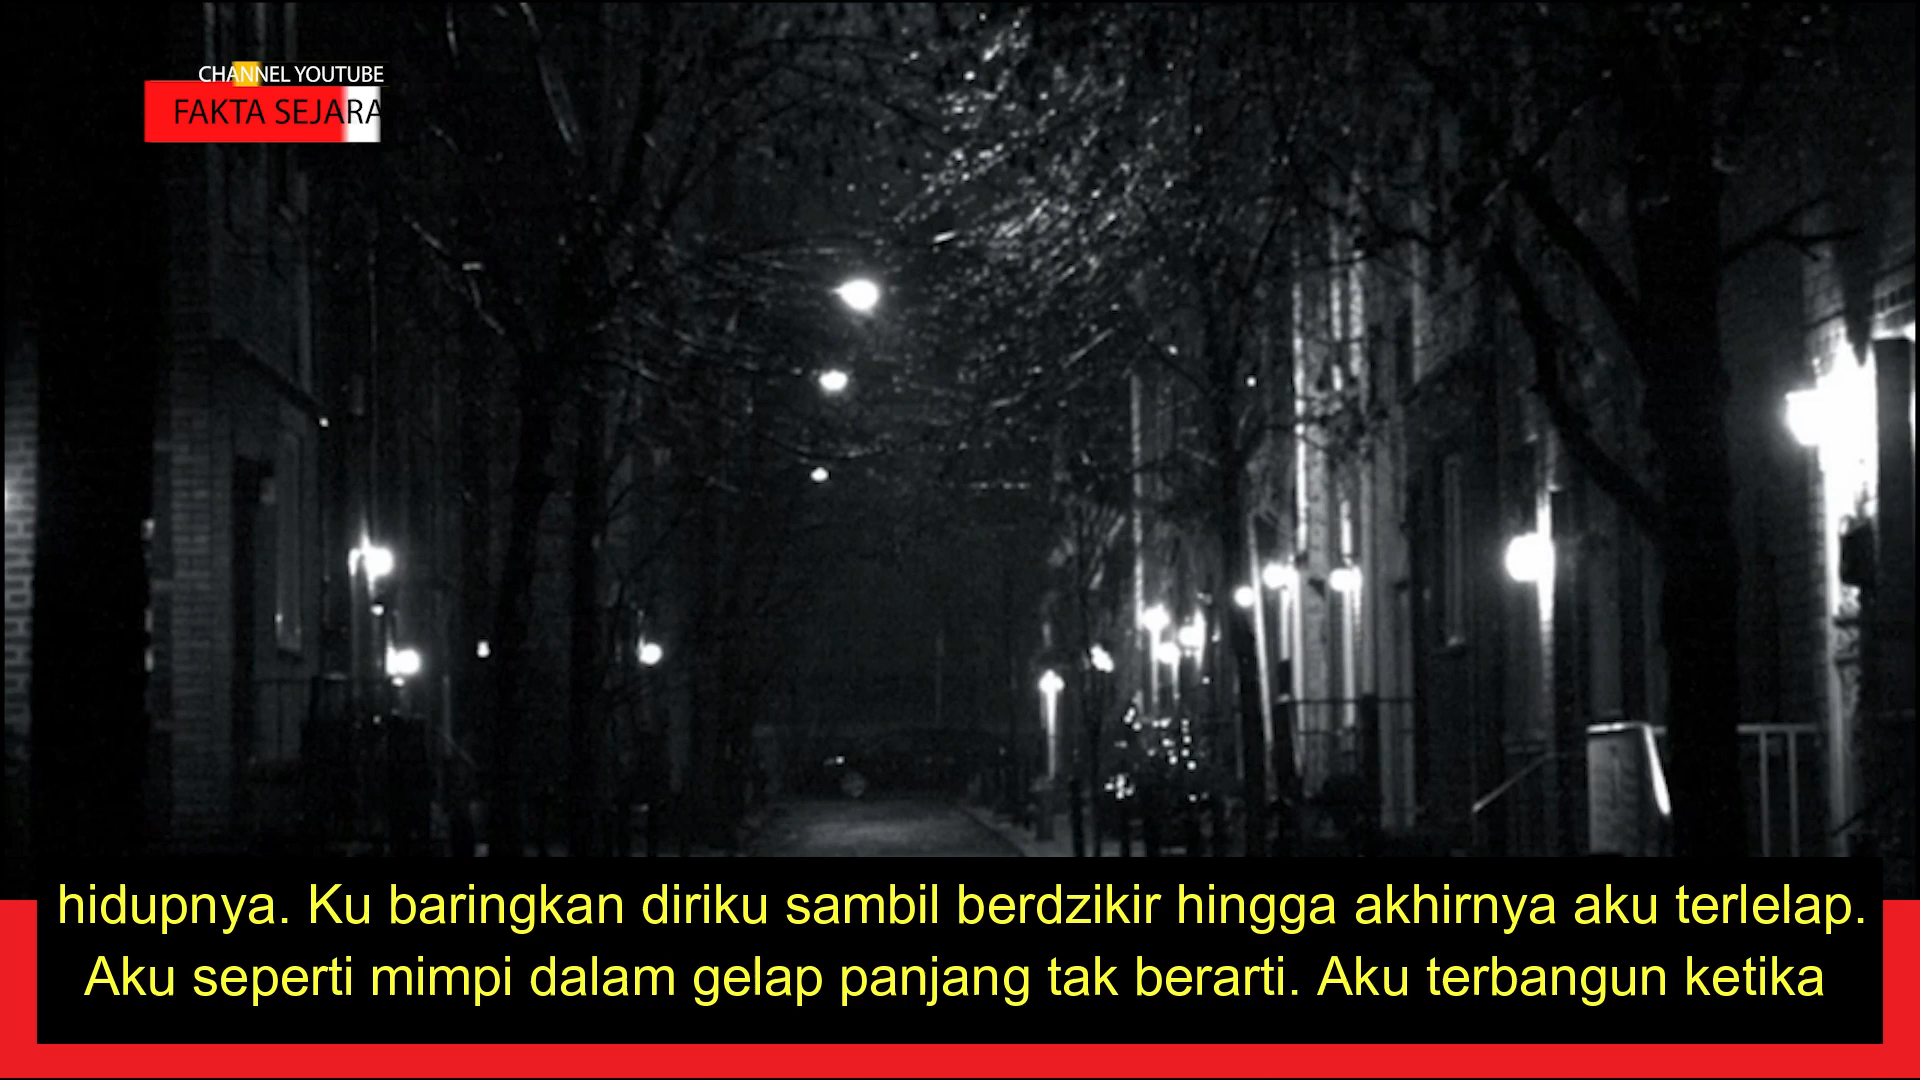 CHANNEL YOUTUBE
FAKTA SEJARA
hidupnya. Ku baringkan diriku sambil berdzikir hingga akhirnya aku terlelap.
Aku seperti mimpi dalam gelap panjang tak berarti. Aku terbangun ketika